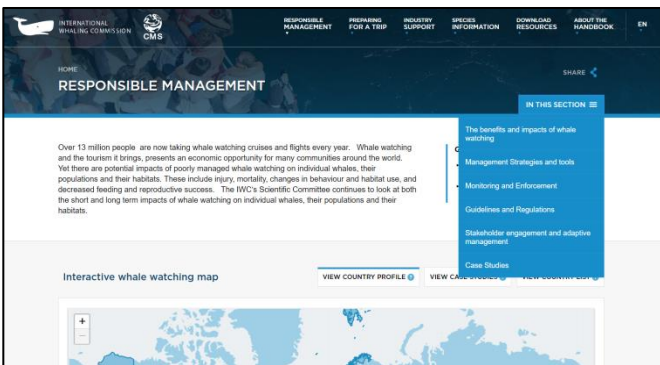 INTERNATIONAL
WHALING COMMISSION
CMS
RESPONSIBLE
MANAGEMENT
PREPARING
FOR A TRIP
INDUSTRY
SUPPORT
SPECIES
INFORMATION
DOWNLOAD
RESOURCES
ABOUT THE
HANDBOOK
EN
HOME
RESPONSIBLE MANAGEMENT
SHARE
IN THIS SECTION
The benefits and impacts of whale
watching
Management Strategies and tools
Monitoring and Enforcement
Guidelines and Regulations
Stakeholder engagement and adaptive
management
Case Studies
Over 13 million people are now taking whale watching cruises and flights every year. Whale watching
and the tourism it brings, presents an economic opportunity for many communities around the world.
Yet there are potential impacts of poorly managed whale watching on individual whales, their
populations and their habitats. These include injury, mortality, changes in behaviour and habitat use, and
decreased feeding and reproductive success. The IWC's Scientific Committee continues to look at both
the short and long term impacts of whale watching on individual whales, their populations and their
habitats.
Interactive whale watching map
VIEW COUNTRY PROFILE
VIEW CASE STUDIES
VIEW COUNTRY LIST
+
-